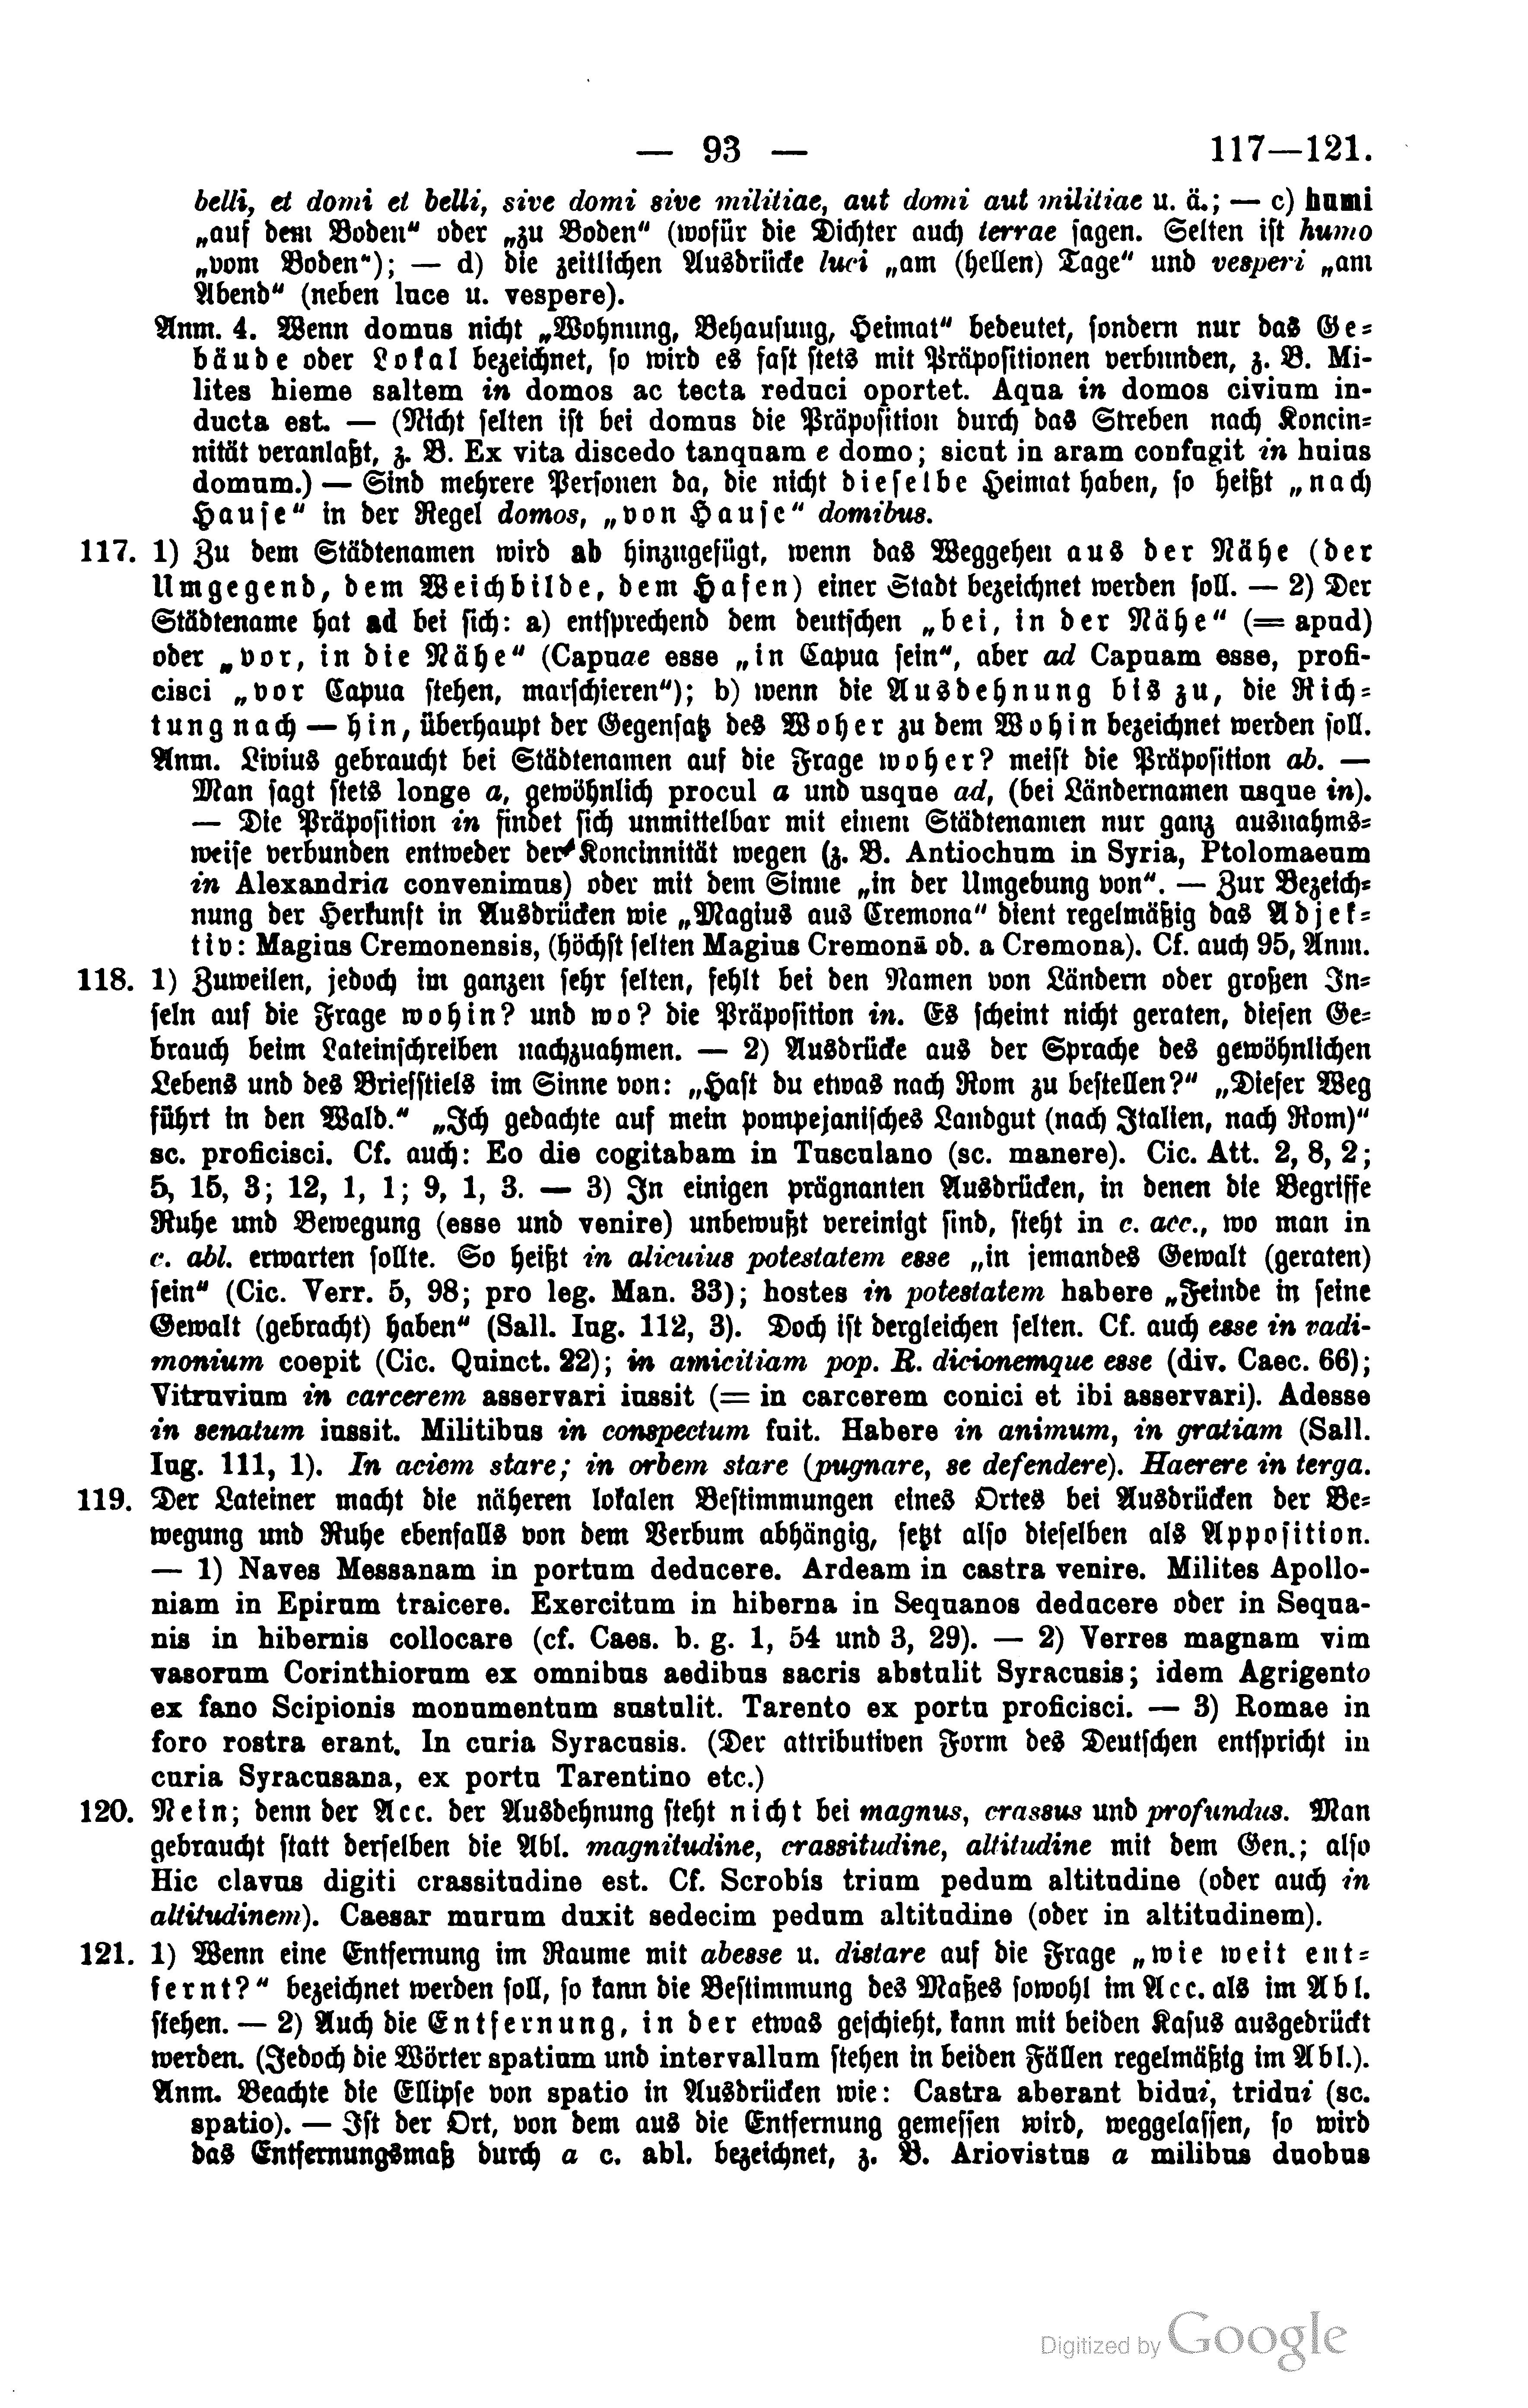 — 93 — 117—121.
belli, et domi et belli, sive domi sive militiae, aut domi aut militiae u. ä.; — c) humi
„auf dem Boden“ oder „zu Boden“ (wofür die Dichter auch terrae sagen. Selten ist humo
„vom Boden“); — d) die zeitlichen Ausdrücke luci „am (hellen) Tage“ und vesperi „am
Abend“ (neben luce u. vespere).
Anm. 4. Wenn domus nicht „Wohnung, Behausung, Heimat“ bedeutet, sondern nur das Ge-
bäude oder Lokal bezeichnet, so wird es fast stets mit Präpositionen verbunden, z. B. Mi-
lites hieme saltem in domos ac tecta reduci oportet. Aqua in domos civium in-
ducta est. — (Nicht selten ist bei domus die Präposition durch das Streben nach Koncin-
nität veranlaßt, z. B. Ex vita discedo tanquam e domo; sicut in aram confugit in huius
domum.) — Sind mehrere Personen da, die nicht dieselbe Heimat haben, so heißt „nach
Hause“ in der Regel domos, „von Hause“ domibus.
117. 1) Zu dem Städtenamen wird ab hinzugefügt, wenn das Weggehen aus der Nähe (der
Umgegend, dem Weichbilde, dem Hafen) einer Stadt bezeichnet werden soll. — 2) Der
Städtename hat ad bei sich: a) entsprechend dem deutschen „bei, in der Nähe“ (= apud)
oder „vor, in die Nähe“ (Capuae esse „in Capua sein“, aber ad Capuam esse, profi-
cisci „vor Capua stehen, marschieren“); b) wenn die Ausdehnung bis zu, die Rich-
tung nach — hin, überhaupt der Gegensatz des Woher zu dem Wohin bezeichnet werden soll.
Anm. Livius gebraucht bei Städtenamen auf die Frage woher? meist die Präposition ab. —
Man sagt stets longe a, gewöhnlich procul a und usque ad, (bei Ländernamen usque in).
— Die Präposition in findet sich unmittelbar mit einem Städtenamen nur ganz ausnahms-
weise verbunden entweder der Koncinnität wegen (z. B. Antiochum in Syria, Ptolomaeum
in Alexandria convenimus) oder mit dem Sinne „in der Umgebung von“. — Zur Bezeich-
nung der Herkunft in Ausdrücken wie „Magius aus Cremona“ dient regelmäßig das Adjek-
tiv: Magius Cremonensis, (höchst selten Magius Cremonā od. a Cremona). Cf. auch 95, Anm.
118. 1) Zuweilen, jedoch im ganzen sehr selten, fehlt bei den Namen von Ländern oder großen In-
seln auf die Frage wohin? und wo? die Präposition in. Es scheint nicht geraten, diesen Ge-
brauch beim Lateinschreiben nachzuahmen. — 2) Ausdrücke aus der Sprache des gewöhnlichen
Lebens und des Briefstiels im Sinne von: „Hast du etwas nach Rom zu bestellen?“ „Dieser Weg
führt in den Wald.“ „Ich gedachte auf mein pompejanisches Landgut (nach Italien, nach Rom)“
sc. proficisci. Cf. auch: Eo die cogitabam in Tusculano (sc. manere). Cic. Att. 2, 8, 2;
5, 15, 3; 12, 1, 1; 9, 1, 3. — 3) In einigen prägnanten Ausdrücken, in denen die Begriffe
Ruhe und Bewegung (esse und venire) unbewußt vereinigt sind, steht in c. acc., wo man in
c. abl. erwarten sollte. So heißt in alicuius potestatem esse „in jemandes Gewalt (geraten)
sein“ (Cic. Verr. 5, 98; pro leg. Man. 33); hostes in potestatem habere „Feinde in seine
Gewalt (gebracht) haben“ (Sall. Iug. 112, 3). Doch ist dergleichen selten. Cf. auch esse in vadi-
monium coepit (Cic. Quinct. 22); in amicitiam pop. R. dicionemque esse (div. Caec. 66);
Vitruvium in carcerem asservari iussit (= in carcerem conici et ibi asservari). Adesse
in senatum iussit. Militibus in conspectum fuit. Habere in animum, in gratiam (Sall.
Iug. 111, 1). In aciem stare; in orbem stare (pugnare, se defendere). Haerere in terga.
119. Der Lateiner macht die näheren lokalen Bestimmungen eines Ortes bei Ausdrücken der Be-
wegung und Ruhe ebenfalls von dem Verbum abhängig, setzt also dieselben als Apposition.
— 1) Naves Messanam in portum deducere. Ardeam in castra venire. Milites Apollo-
niam in Epirum traicere. Exercitum in hiberna in Sequanos deducere oder in Sequa-
nis in hibernis collocare (cf. Caes. b. g. 1, 54 und 3, 29). — 2) Verres magnam vim
vasorum Corinthiorum ex omnibus aedibus sacris abstulit Syracusis; idem Agrigento
ex fano Scipionis monumentum sustulit. Tarento ex portu proficisci. — 3) Romae in
foro rostra erant. In curia Syracusis. (Der attributiven Form des Deutschen entspricht in
curia Syracusana, ex portu Tarentino etc.)
120. Nein; denn der Acc. der Ausdehnung steht nicht bei magnus, crassus und profundus. Man
gebraucht statt derselben die Abl. magnitudine, crassitudine, altitudine mit dem Gen.; also
Hic clavus digiti crassitudine est. Cf. Scrobis trium pedum altitudine (oder auch in
altitudinem). Caesar murum duxit sedecim pedum altitudine (oder in altitudinem).
121. 1) Wenn eine Entfernung im Raume mit abesse u. distare auf die Frage „wie weit ent-
fernt?“ bezeichnet werden soll, so kann die Bestimmung des Maßes sowohl im Acc. als im Abl.
stehen. — 2) Auch die Entfernung, in der etwas geschieht, kann mit beiden Kasus ausgedrückt
werden. (Jedoch die Wörter spatium und intervallum stehen in beiden Fällen regelmäßig im Abl.).
Anm. Beachte die Ellipse von spatio in Ausdrücken wie: Castra aberant bidui, tridui (sc.
spatio). — Ist der Ort, von dem aus die Entfernung gemessen wird, weggelassen, so wird
das Entfernungsmaß durch a c. abl. bezeichnet, z. B. Ariovistus a milibus duobus
Digitized by Google